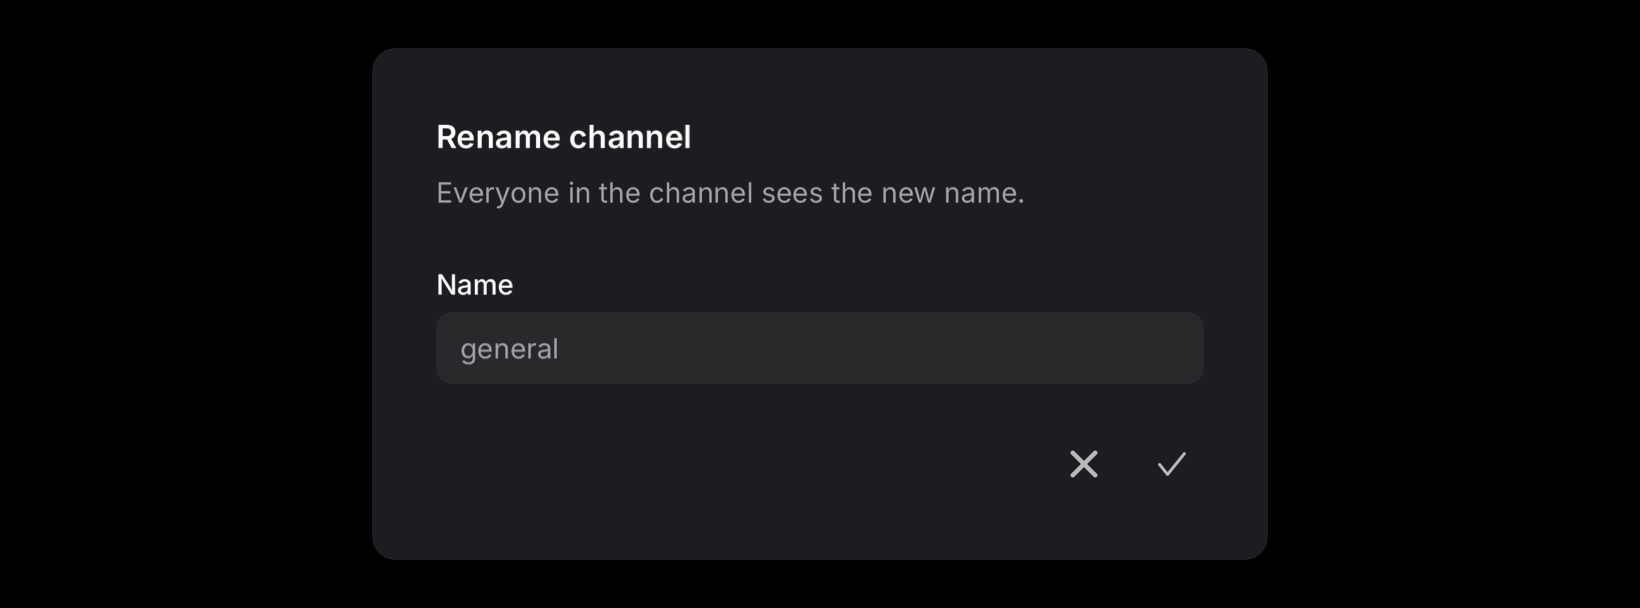 Rename channel
Everyone in the channel sees the new name.
Name
general